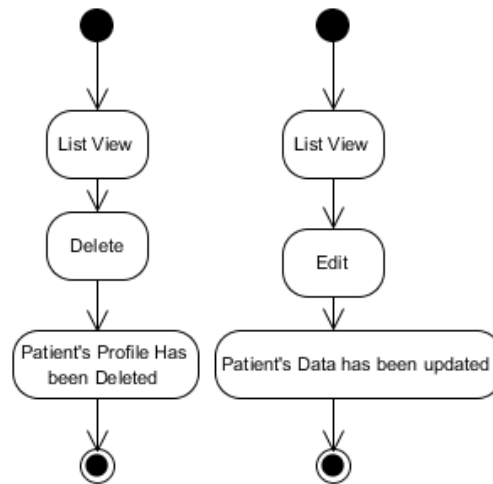 List View
Delete
Patient's Profile Has
been Deleted
List View
Edit
Patient's Data has been updated